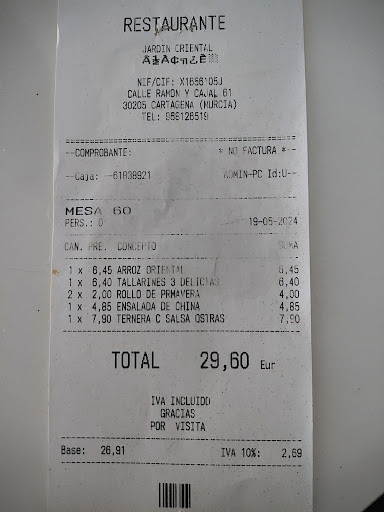 RESTAURANTE
JARDIN ORIENTAL
NIF/CIF: X1656105J
CALLE RAMON Y CAJAL 61
30205 CARTAGENA (MURCIA)
TEL: 968126519
--COMPROBANTE: * NO FACTURA *--
--Caja: --61838921 ADMIN-PC Id:U--
MESA 60
PERS.: 0 19-05-2024
CAN. PRE. CONCEPTO SUMA
1 x 6,45 ARROZ ORIENTAL 6,45
1 x 6,40 TALLARINES 3 DELICIAS 6,40
2 x 2,00 ROLLO DE PRMAVERA 4,00
1 x 4,85 ENSALADA DE CHINA 4,85
1 x 7,90 TERNERA C SALSA OSTRAS 7,90
TOTAL 29,60 Eur
IVA INCLUIDO
GRACIAS
POR VISITA
Base: 26,91 IVA 10%: 2,69